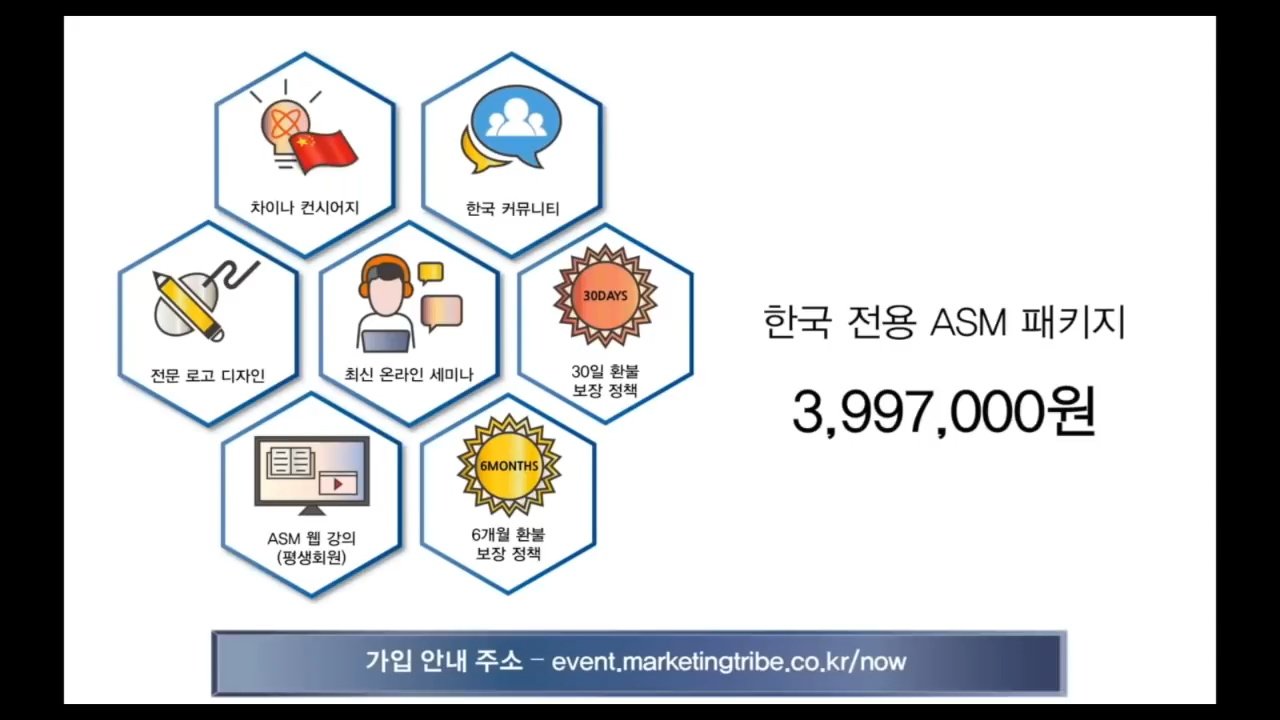 차이나 컨시어지
한국 커뮤니티
전문 로고 디자인
최신 온라인 세미나
30DAYS
30일 환불
보장 정책
ASM 웹 강의
(평생회원)
6MONTHS
6개월 환불
보장 정책
한국 전용 ASM 패키지
3,997,000원
가입 안내 주소 – event.marketingtribe.co.kr/now